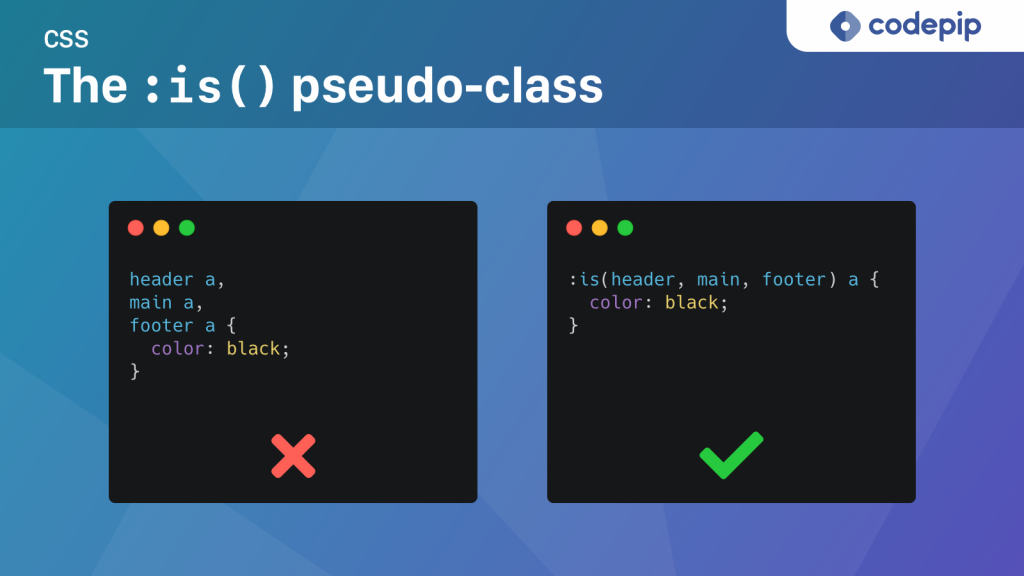 CSS
The :is() pseudo-class
codepip
header a,
main a,
footer a {
  color: black;
}
:is(header, main, footer) a {
  color: black;
}